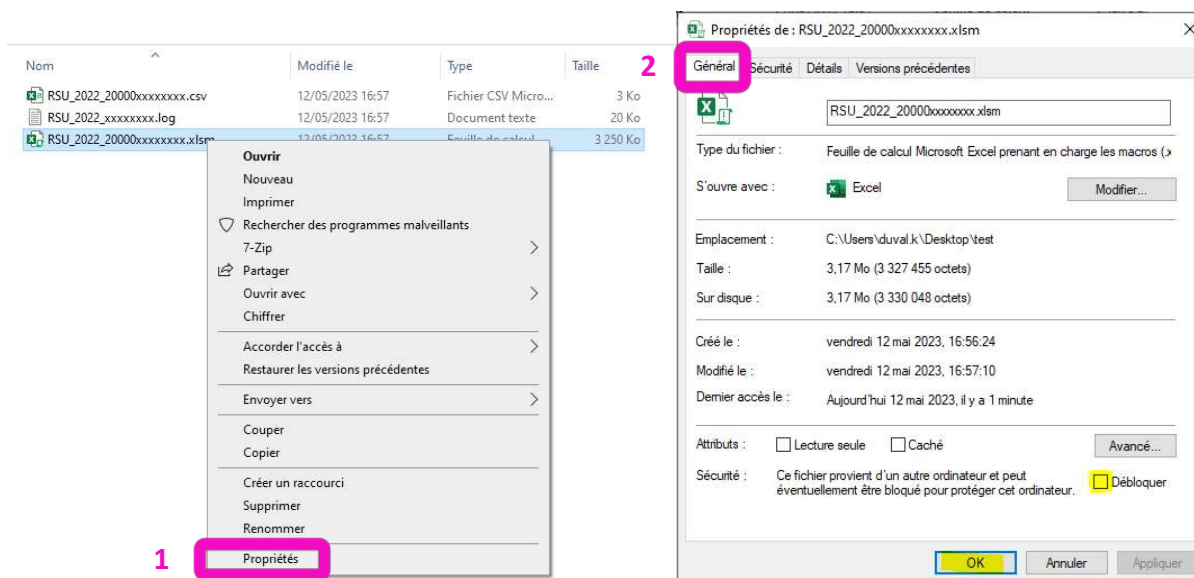 Nom Modifié le Type Taille
RSU_2022_20000xxxxxxxx.csv 12/05/2023 16:57 Fichier CSV Micro... 3 Ko
RSU_2022_xxxxxxxx.log 12/05/2023 16:57 Document texte 20 Ko
RSU_2022_20000xxxxxxxx.xlsm 12/05/2023 16:57 Feuille de calcul 3 250 Ko
Ouvrir
Nouveau
Imprimer
Rechercher des programmes malveillants
7-Zip
Partager
Ouvrir avec
Chiffrer
Accorder l'accès à
Restaurer les versions précédentes
Envoyer vers
Couper
Copier
Créer un raccourci
Supprimer
Renommer
1 Propriétés
Propriétés de : RSU_2022_20000xxxxxxxx.xlsm
2 Général Sécurité Détails Versions précédentes
RSU_2022_20000xxxxxxxx.xlsm
Type du fichier : Feuille de calcul Microsoft Excel prenant en charge les macros (.x
S'ouvre avec : Excel Modifier...
Emplacement : C:\Users\duval.k\Desktop\test
Taille : 3,17 Mo (3 327 455 octets)
Sur disque : 3,17 Mo (3 330 048 octets)
Créé le : vendredi 12 mai 2023, 16:56:24
Modifié le : vendredi 12 mai 2023, 16:57:10
Dernier accès le : Aujourd'hui 12 mai 2023, il y a 1 minute
Attributs : Lecture seule Caché Avancé...
Sécurité : Ce fichier provient d'un autre ordinateur et peut
éventuellement être bloqué pour protéger cet ordinateur. Débloquer
OK Annuler Appliquer